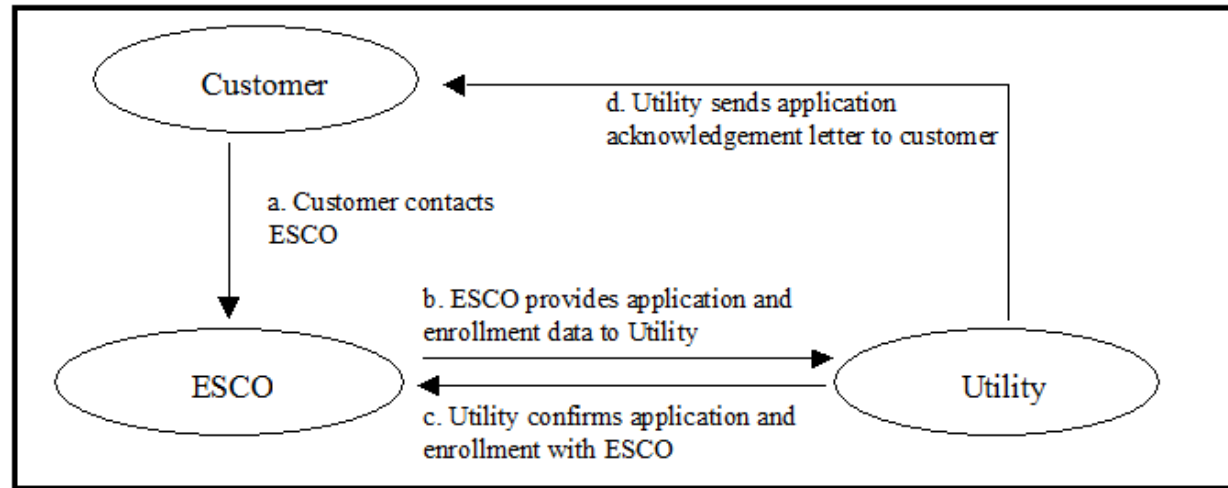 Customer
d. Utility sends application
acknowledgement letter to customer
a. Customer contacts
ESCO
b. ESCO provides application and
enrollment data to Utility
ESCO
Utility
c. Utility confirms application and
enrollment with ESCO